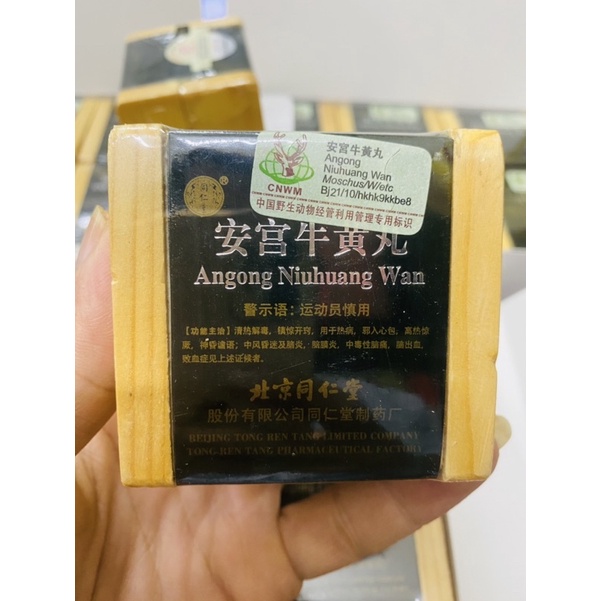 安宫牛黄丸
Angong
Niuhuang Wan
Moschus/W/etc
Bj21/10/hkhk9kkbe8
CNWM
中国野生动物经营利用管理专用标识
同仁堂
®
安宫牛黄丸
Angong Niuhuang Wan
警示语：运动员慎用
【功能主治】清热解毒，镇惊开窍，用于热病，邪入心包，高热惊
厥，神昏谵语；中风昏迷及脑炎，脑膜炎，中毒性脑病，脑出血，
败血症见上述证候者。
北京同仁堂
股份有限公司同仁堂制药厂
BEIJING TONG REN TANG LIMITED COMPANY
TONG REN TANG PHARMACEUTICAL FACTORY